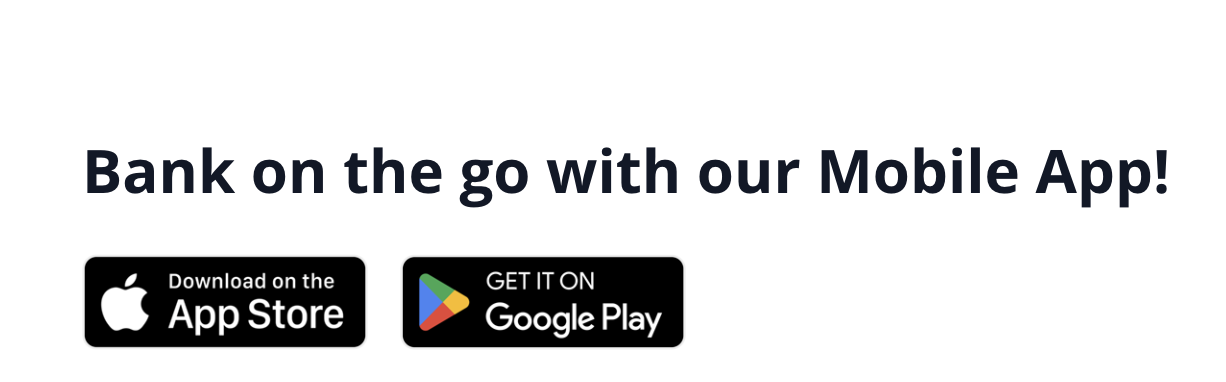 Bank on the go with our Mobile App!
Download on the
App Store
GET IT ON
Google Play